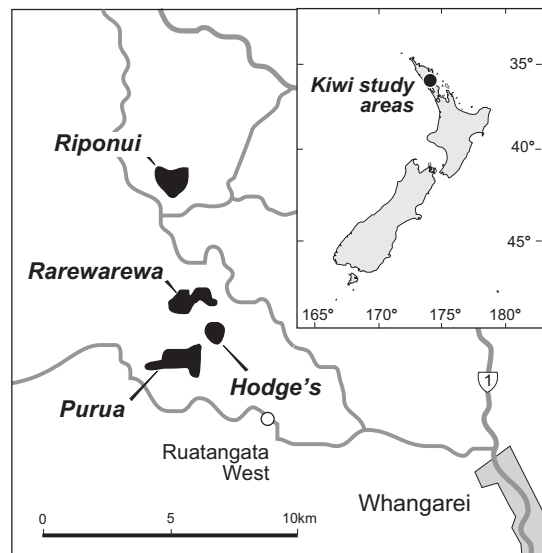 Kiwi study
areas
35°
40°
45°
165° 170° 175° 180°
Riponui
Rarewarewa
Hodge's
Purua
1
Ruatangata
West
Whangarei
0 5 10km